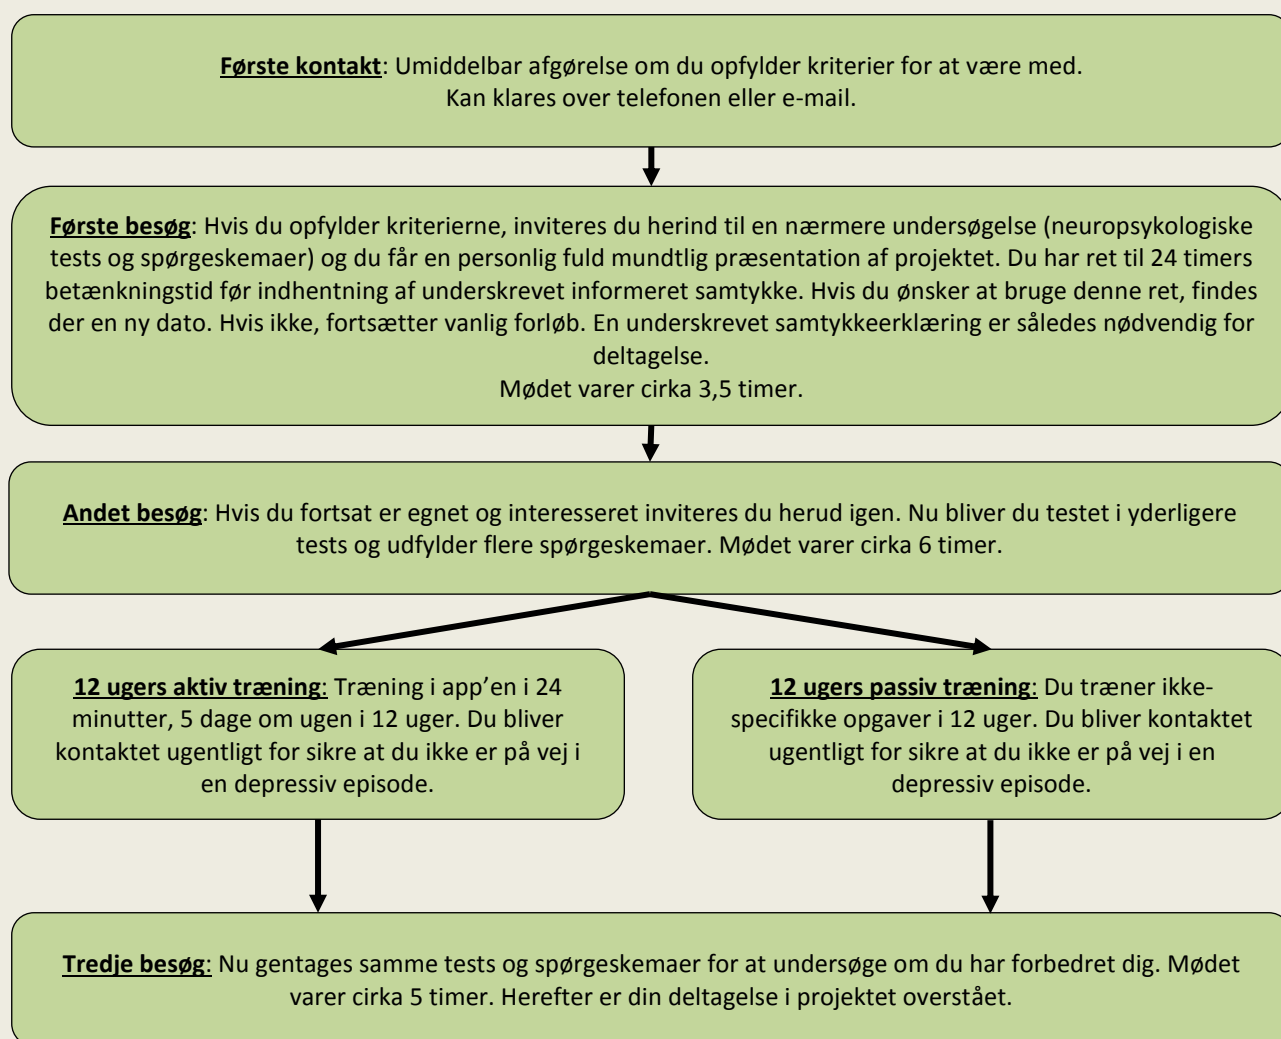 Første kontakt: Umiddelbar afgørelse om du opfylder kriterier for at være med.
Kan klares over telefonen eller e-mail.
Første besøg: Hvis du opfylder kriterierne, inviteres du herind til en nærmere undersøgelse (neuropsykologiske
tests og spørgeskemaer) og du får en personlig fuld mundtlig præsentation af projektet. Du har ret til 24 timers
betænkningstid før indhentning af underskrevet informeret samtykke. Hvis du ønsker at bruge denne ret, findes
der en ny dato. Hvis ikke, fortsætter vanlig forløb. En underskrevet samtykkeerklæring er således nødvendig for
deltagelse.
Mødet varer cirka 3,5 timer.
Andet besøg: Hvis du fortsat er egnet og interesseret inviteres du herud igen. Nu bliver du testet i yderligere
tests og udfylder flere spørgeskemaer. Mødet varer cirka 6 timer.
12 ugers aktiv træning: Træning i app’en i 24
minutter, 5 dage om ugen i 12 uger. Du bliver
kontaktet ugentligt for sikre at du ikke er på vej i
en depressiv episode.
12 ugers passiv træning: Du træner ikke-
specifikke opgaver i 12 uger. Du bliver kontaktet
ugentligt for sikre at du ikke er på vej i en
depressiv episode.
Tredje besøg: Nu gentages samme tests og spørgeskemaer for at undersøge om du har forbedret dig. Mødet
varer cirka 5 timer. Herefter er din deltagelse i projektet overstået.